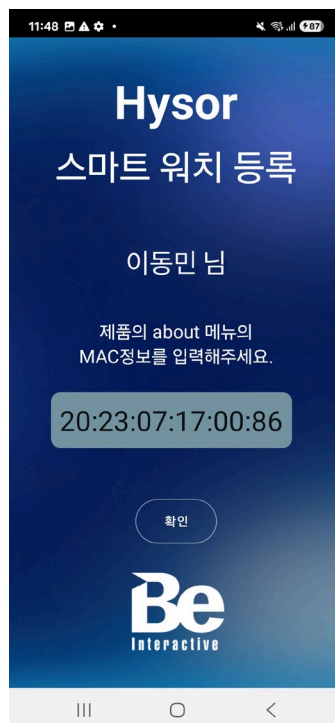 11:48
87
Hysor
스마트 워치 등록
이동민 님
제품의 about 메뉴의
MAC정보를 입력해주세요.
20:23:07:17:00:86
확인
Be
Interactive